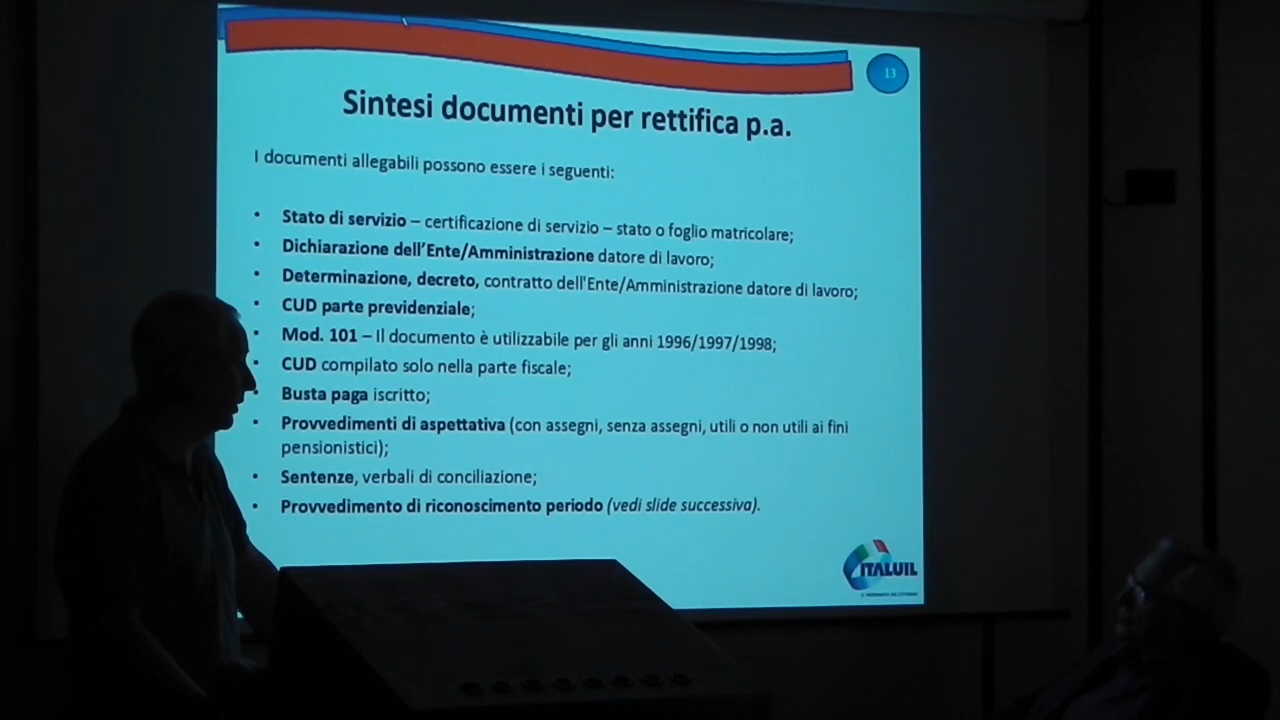 13
Sintesi documenti per rettifica p.a.
I documenti allegabili possono essere i seguenti:
• Stato di servizio – certificazione di servizio – stato o foglio matricolare;
• Dichiarazione dell'Ente/Amministrazione datore di lavoro;
• Determinazione, decreto, contratto dell'Ente/Amministrazione datore di lavoro;
• CUD parte previdenziale;
• Mod. 101 – Il documento è utilizzabile per gli anni 1996/1997/1998;
• CUD compilato solo nella parte fiscale;
• Busta paga iscritto;
• Provvedimenti di aspettativa (con assegni, senza assegni, utili o non utili ai fini
pensionistici);
• Sentenze, verbali di conciliazione;
• Provvedimento di riconoscimento periodo (vedi slide successiva).
ITALUIL